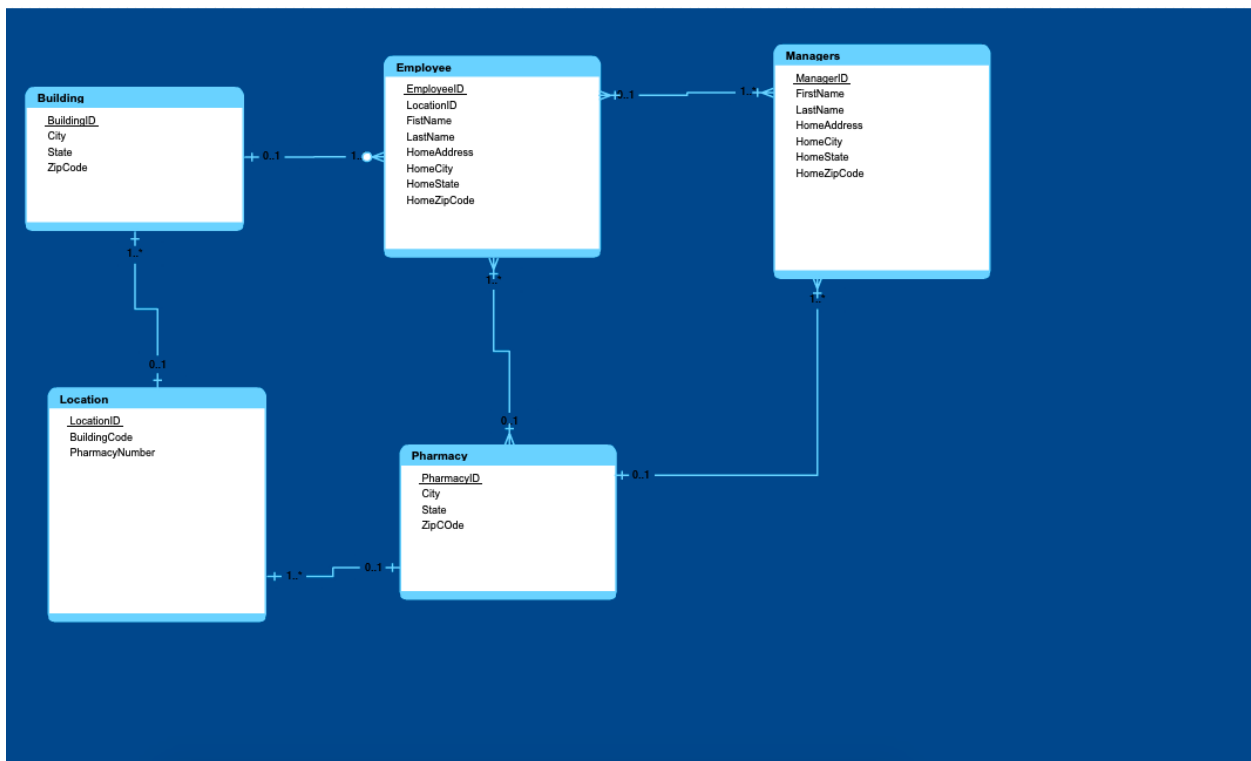 Building
BuildingID
City
State
ZipCode
Employee
EmployeeID
LocationID
FistName
LastName
HomeAddress
HomeCity
HomeState
HomeZipCode
Managers
ManagerID
FirstName
LastName
HomeAddress
HomeCity
HomeState
HomeZipCode
0..1
1..*
0..1
1..
1..*
0..1
1..*
0..1
1..*
0..1
Location
LocationID
BuildingCode
PharmacyNumber
Pharmacy
PharmacyID
City
State
ZipCOde
1..*
0..1